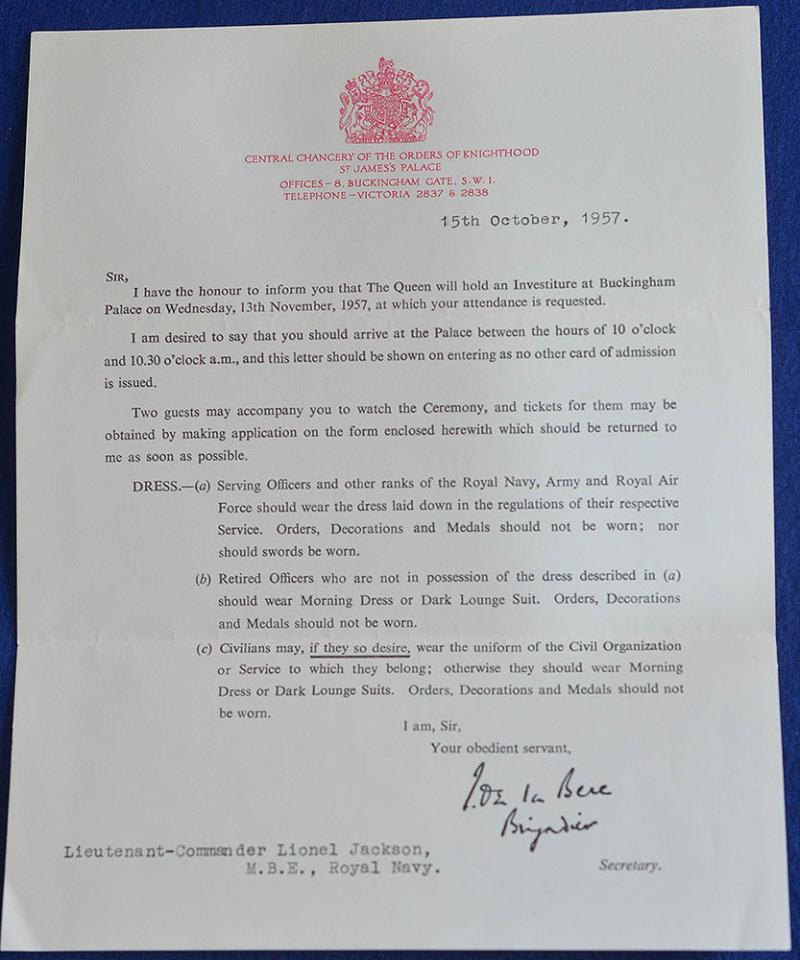 CENTRAL CHANCERY OF THE ORDERS OF KNIGHTHOOD
ST JAMES'S PALACE
OFFICES – 8, BUCKINGHAM GATE, S.W.1.
TELEPHONE – VICTORIA 2837 & 2838
15th October, 1957.
SIR,
I have the honour to inform you that The Queen will hold an Investiture at Buckingham
Palace on Wednesday, 13th November, 1957, at which your attendance is requested.
I am desired to say that you should arrive at the Palace between the hours of 10 o'clock
and 10.30 o'clock a.m., and this letter should be shown on entering as no other card of admission
is issued.
Two guests may accompany you to watch the Ceremony, and tickets for them may be
obtained by making application on the form enclosed herewith which should be returned to
me as soon as possible.
DRESS.—(a) Serving Officers and other ranks of the Royal Navy, Army and Royal Air
Force should wear the dress laid down in the regulations of their respective
Service. Orders, Decorations and Medals should not be worn; nor
should swords be worn.
(b) Retired Officers who are not in possession of the dress described in (a)
should wear Morning Dress or Dark Lounge Suit. Orders, Decorations
and Medals should not be worn.
(c) Civilians may, if they so desire, wear the uniform of the Civil Organization
or Service to which they belong; otherwise they should wear Morning
Dress or Dark Lounge Suits. Orders, Decorations and Medals should not
be worn.
I am, Sir,
Your obedient servant,
I. De la Bere
Brigadier
Lieutenant-Commander Lionel Jackson,
M.B.E., Royal Navy.
Secretary.